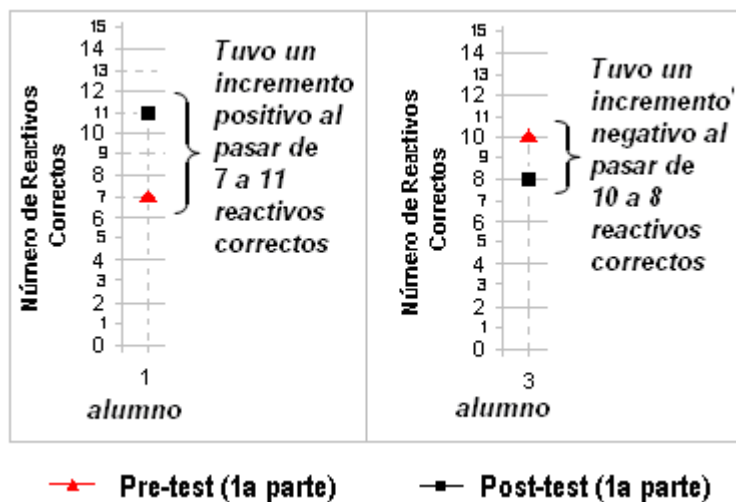 Número de Reactivos
Correctos
15
14
13
12
11
10
9
8
7
6
5
4
3
2
1
0
Tuvo un
incremento
positivo al
pasar de
7 a 11
reactivos
correctos
1
alumno
Número de Reactivos
Correctos
15
14
13
12
11
10
9
8
7
6
5
4
3
2
1
0
Tuvo un
incremento
negativo al
pasar de
10 a 8
reactivos
correctos
3
alumno
Pre-test (1a parte)
Post-test (1a parte)